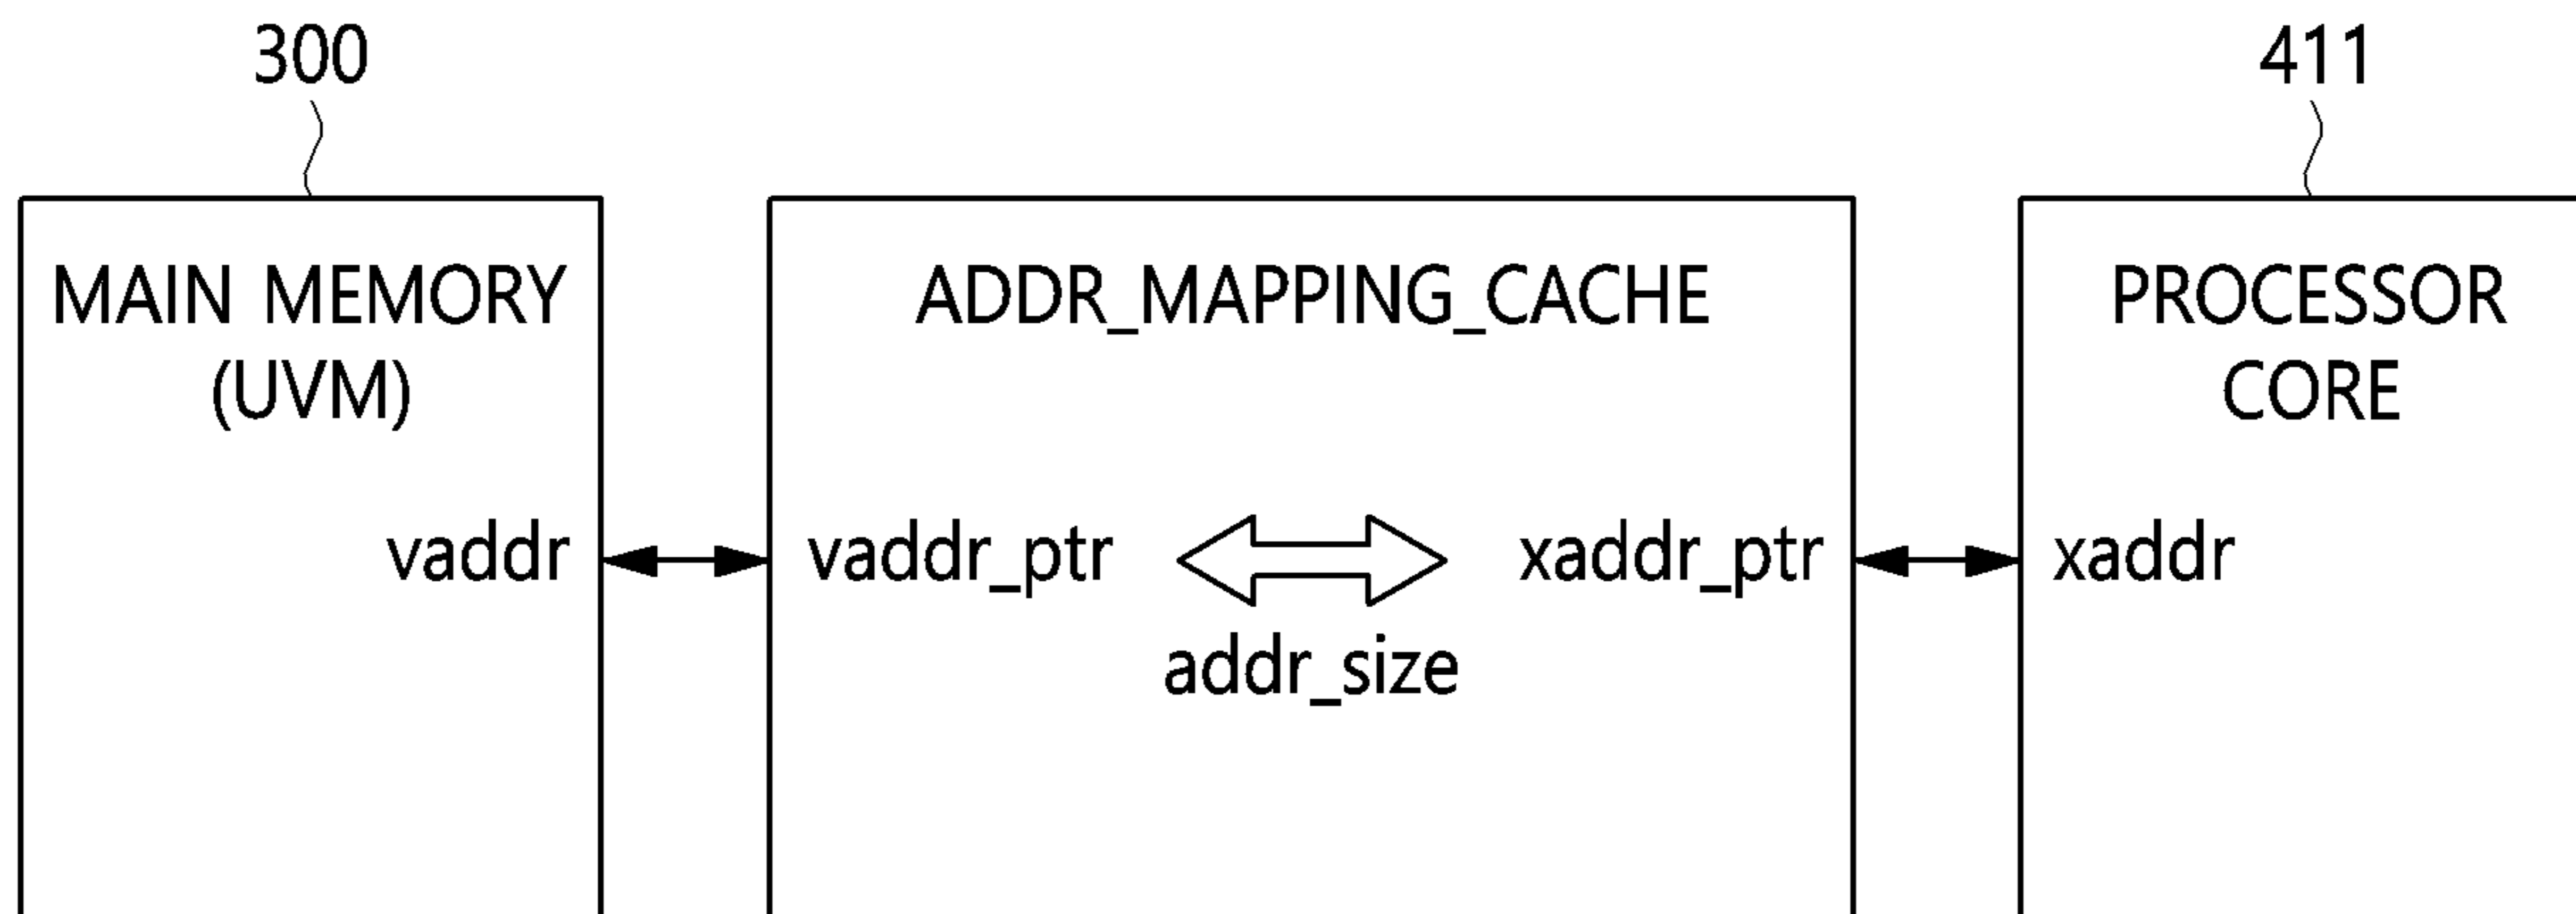 300
411
MAIN MEMORY
(UVM)
ADDR_MAPPING_CACHE
PROCESSOR
CORE
vaddr
vaddr_ptr
xaddr_ptr
xaddr
addr_size